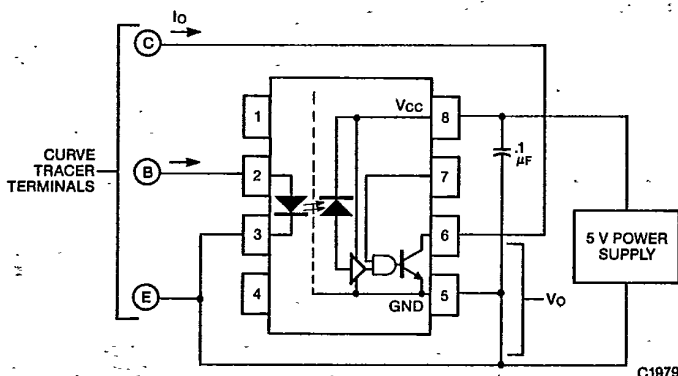 IO
C
CURVE
TRACER
TERMINALS
B
E
1
2
3
4
VCC
8
7
6
5
GND
.1
μF
VO
5 V POWER
SUPPLY
C1979